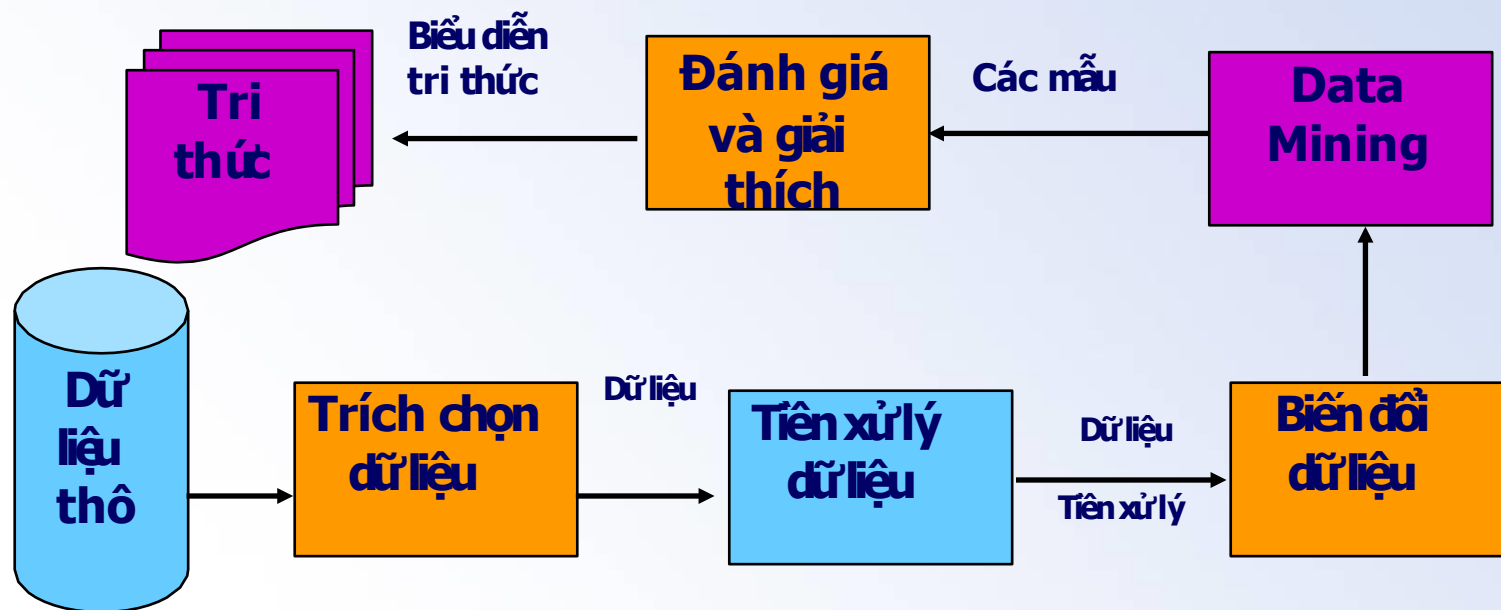 Biểu diễn
tri thức
Tri
thức
Đánh giá
và giải
thích
Các mẫu
Data
Mining
Dữ
liệu
thô
Trích chọn
dữ liệu
Dữ liệu
Tiền xử lý
dữ liệu
Dữ liệu
Tiền xử lý
Biến đổi
dữ liệu